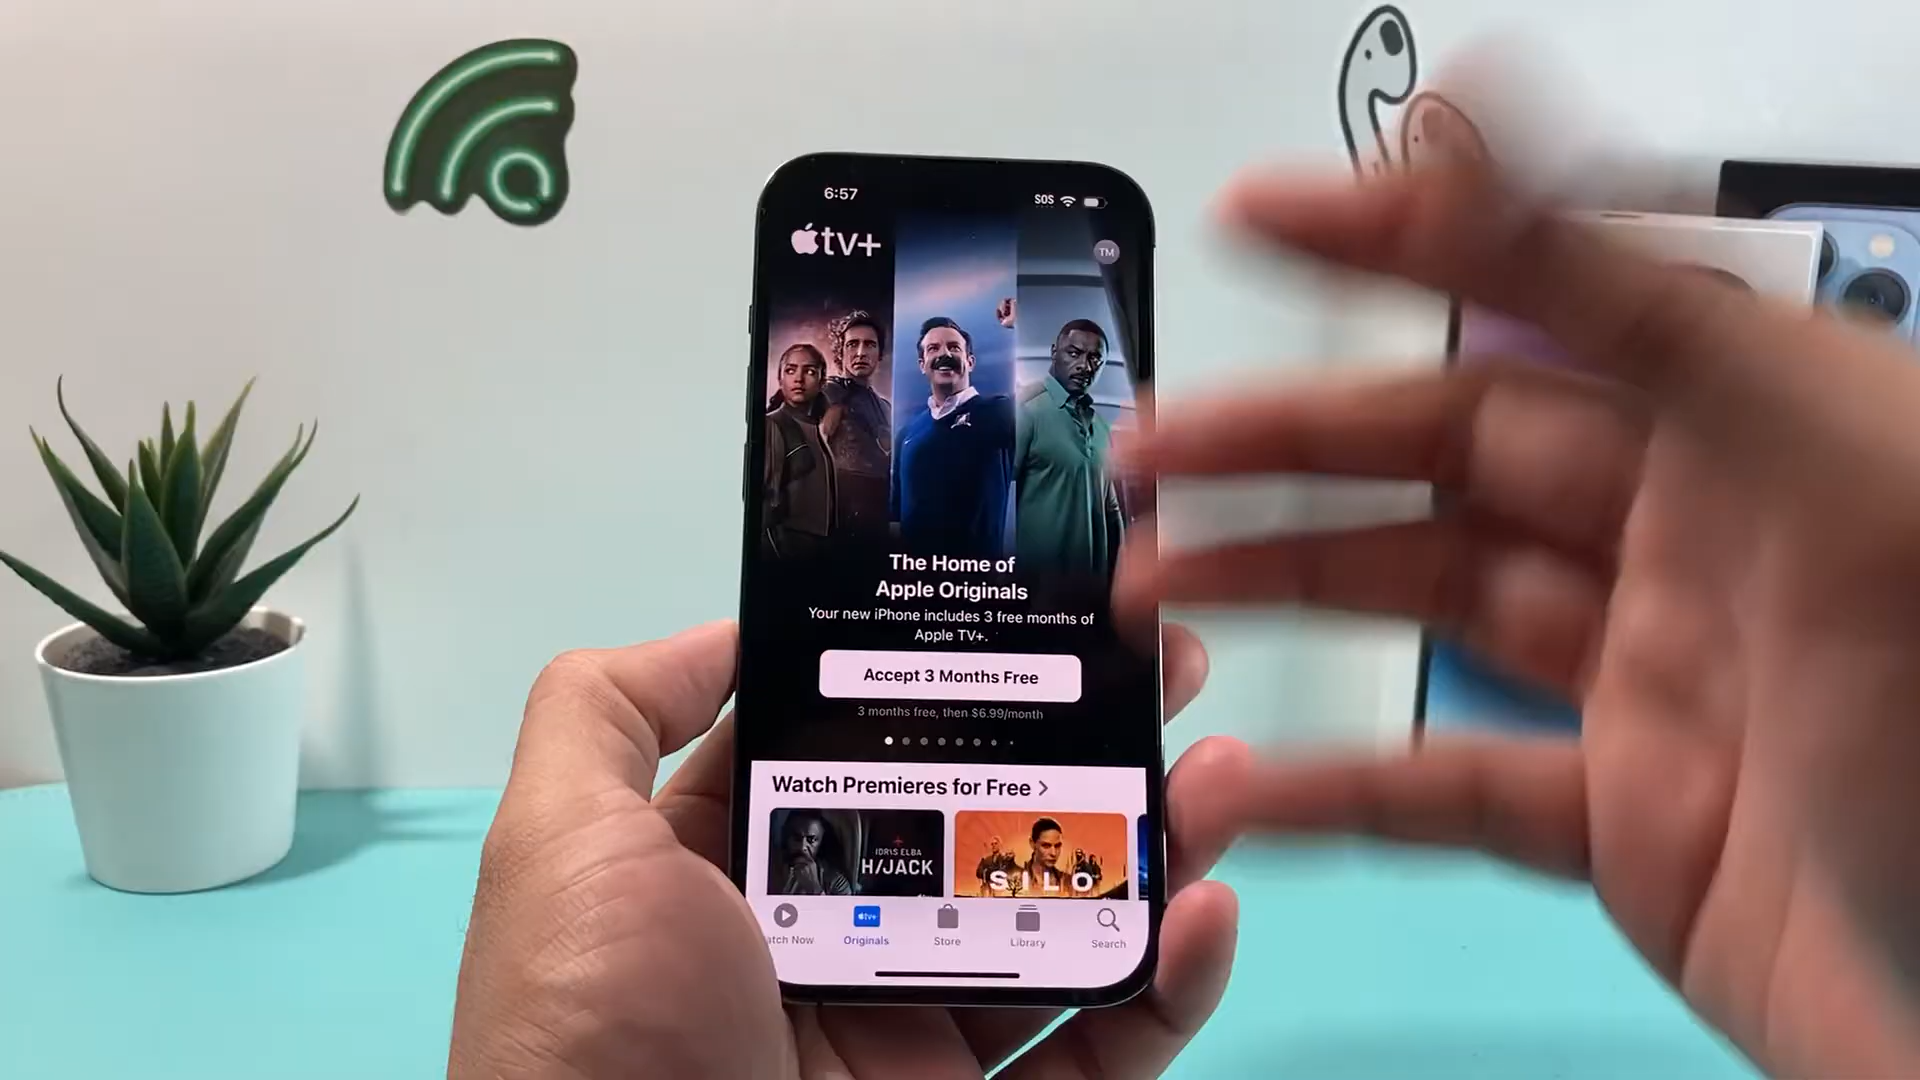 6:57
SOS
tv+
TM
The Home of
Apple Originals
Your new iPhone includes 3 free months of
Apple TV+.
Accept 3 Months Free
3 months free, then $6.99/month
Watch Premieres for Free >
IDRIS ELBA
H/JACK
SILO
atch Now
tv+
Originals
Store
Library
Search